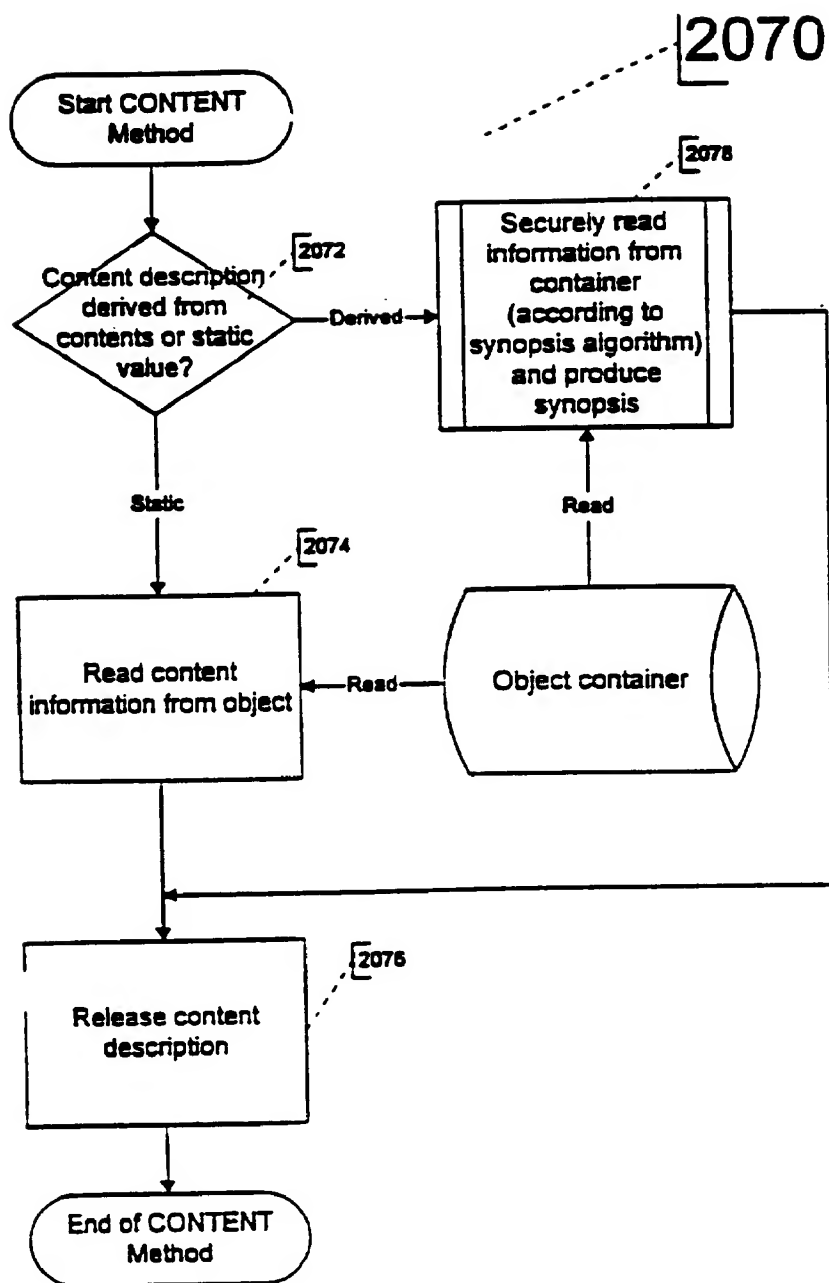 2070
Start CONTENT
Method
2078
Securely read
information from
container
(according to
synopsis algorithm)
and produce
synopsis
2072
Content description
derived from
contents or static
value?
Derived
Static
Read
2074
Read content
information from object
Read
Object container
2076
Release content
description
End of CONTENT
Method